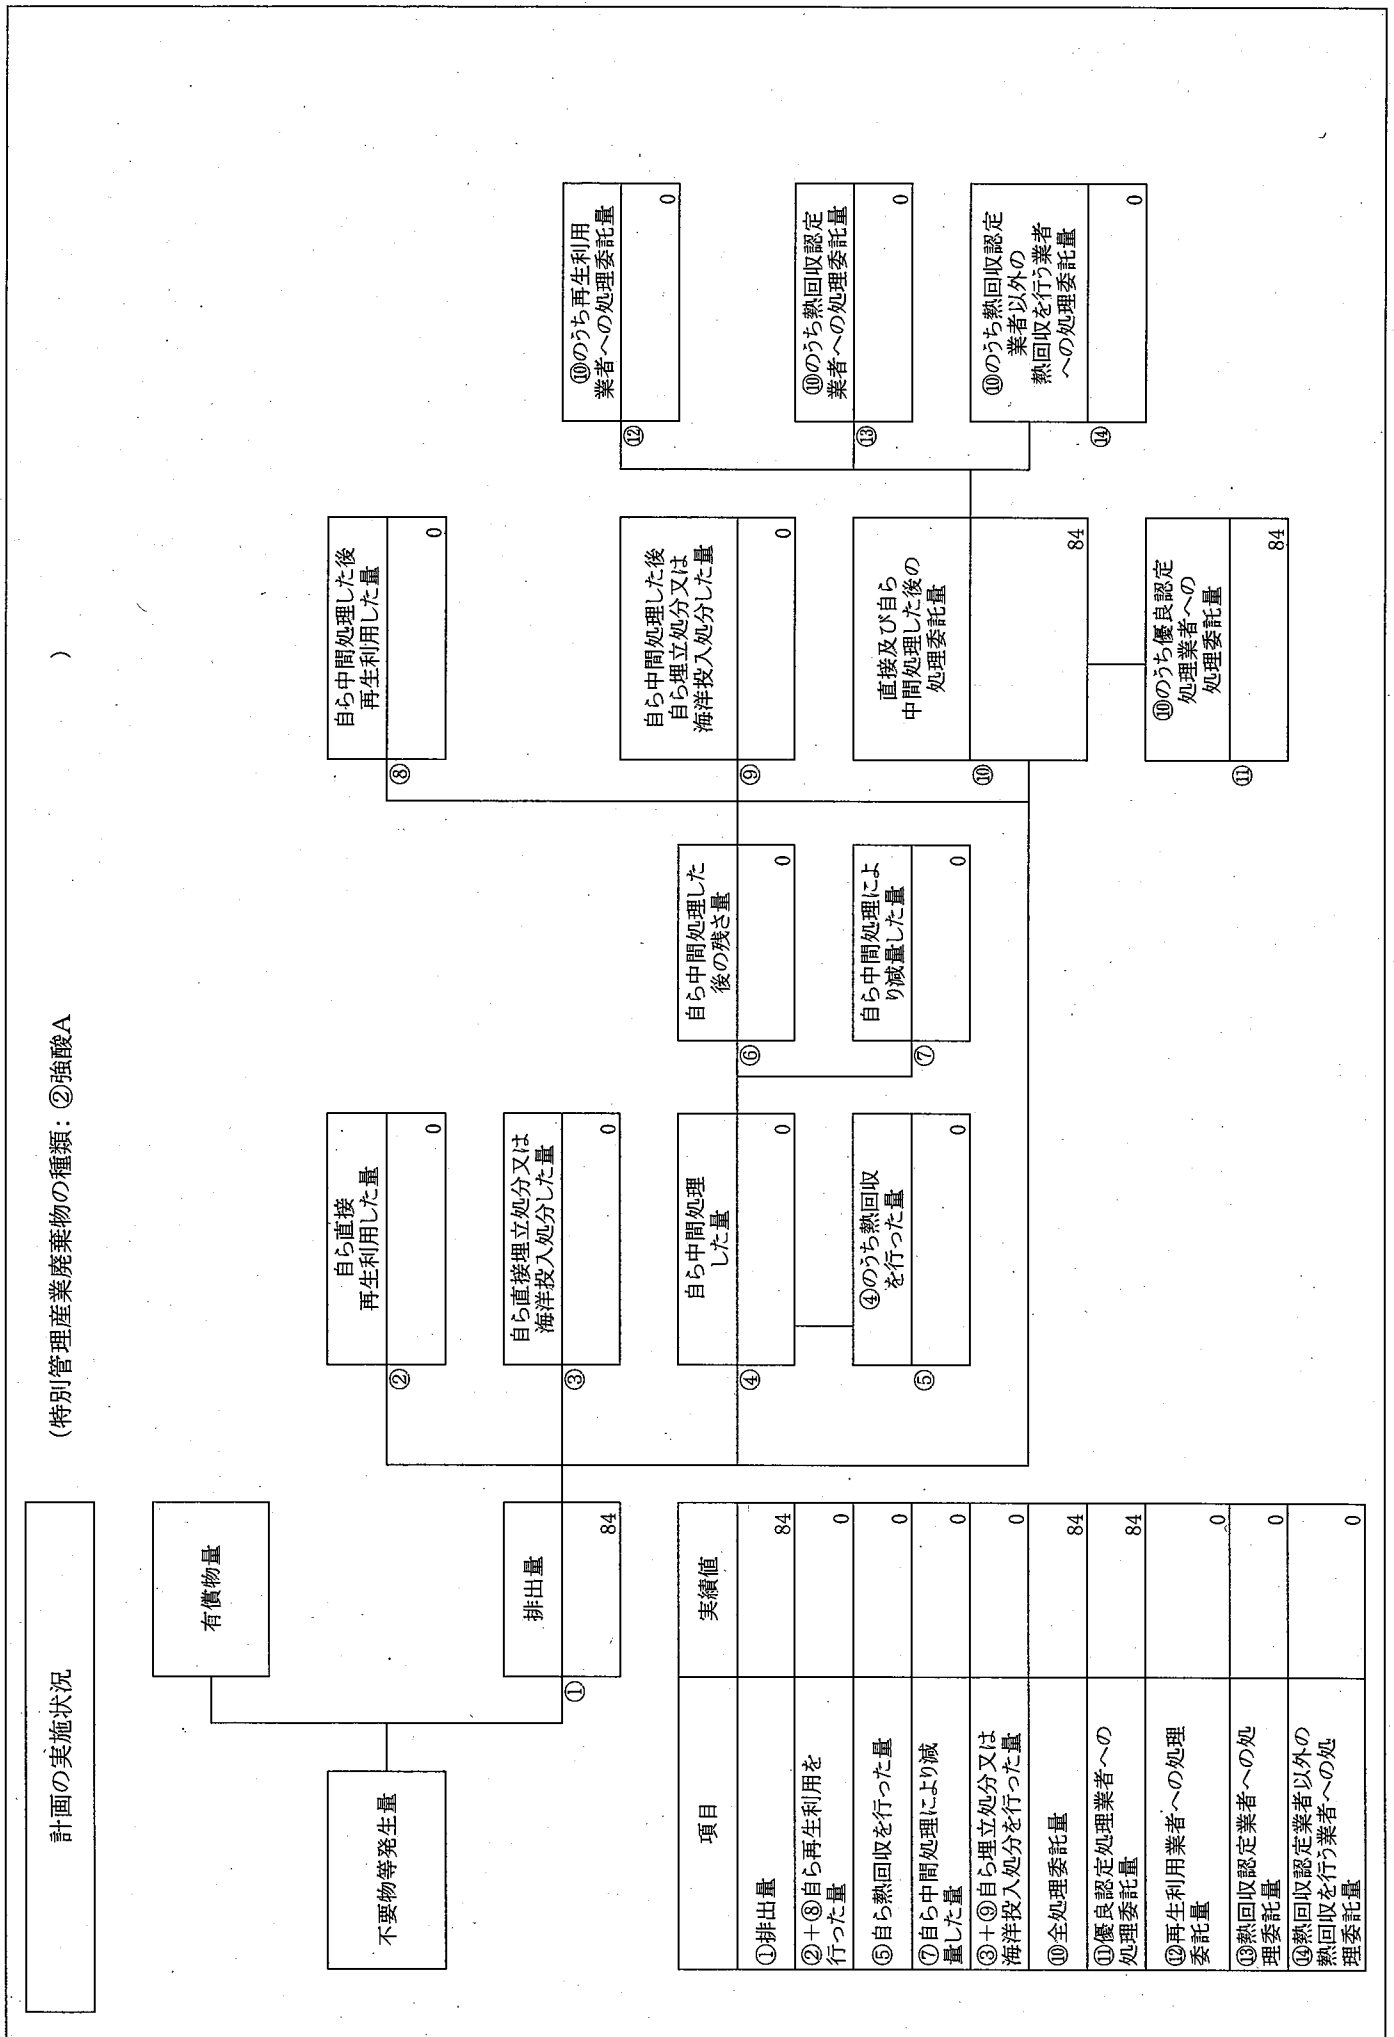 計画の実施状況
(特別管理産業廃棄物の種類：②強酸A
)
不要物等発生量
有償物量
排出量
①
84
自ら直接
再生利用した量
②
0
自ら直接埋立処分又は
海洋投入処分した量
③
0
自ら中間処理
した量
④
0
④のうち熱回収
を行った量
⑤
0
自ら中間処理した
後の残さ量
⑥
0
自ら中間処理によ
り減量した量
⑦
0
自ら中間処理した後
再生利用した量
⑧
0
自ら中間処理した後
自ら埋立処分又は
海洋投入処分した量
⑨
0
直接及び自ら
中間処理した後の
処理委託量
⑩
84
⑩のうち優良認定
処理業者への
処理委託量
⑪
84
⑩のうち再生利用
業者への処理委託量
⑫
0
⑩のうち熱回収認定
業者への処理委託量
⑬
0
⑩のうち熱回収認定
業者以外の
熱回収を行う業者
への処理委託量
⑭
0
項目 実績値
①排出量 84
②+⑧自ら再生利用を
行った量 0
⑤自ら熱回収を行った量 0
⑦自ら中間処理により減
量した量 0
③+⑨自ら埋立処分又は
海洋投入処分を行った量 0
⑩全処理委託量 84
⑪優良認定処理業者への
処理委託量 84
⑫再生利用業者への処理
委託量 0
⑬熱回収認定業者への処
理委託量 0
⑭熱回収認定業者以外の
熱回収を行う業者への処
理委託量 0